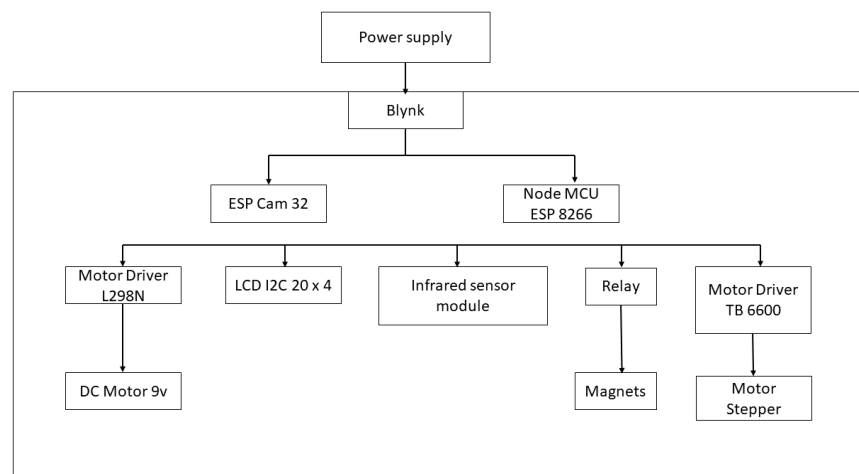 Power supply
Blynk
ESP Cam 32
Node MCU
ESP 8266
Motor Driver
L298N
LCD I2C 20 x 4
Infrared sensor
module
Relay
Motor Driver
TB 6600
DC Motor 9v
Magnets
Motor
Stepper